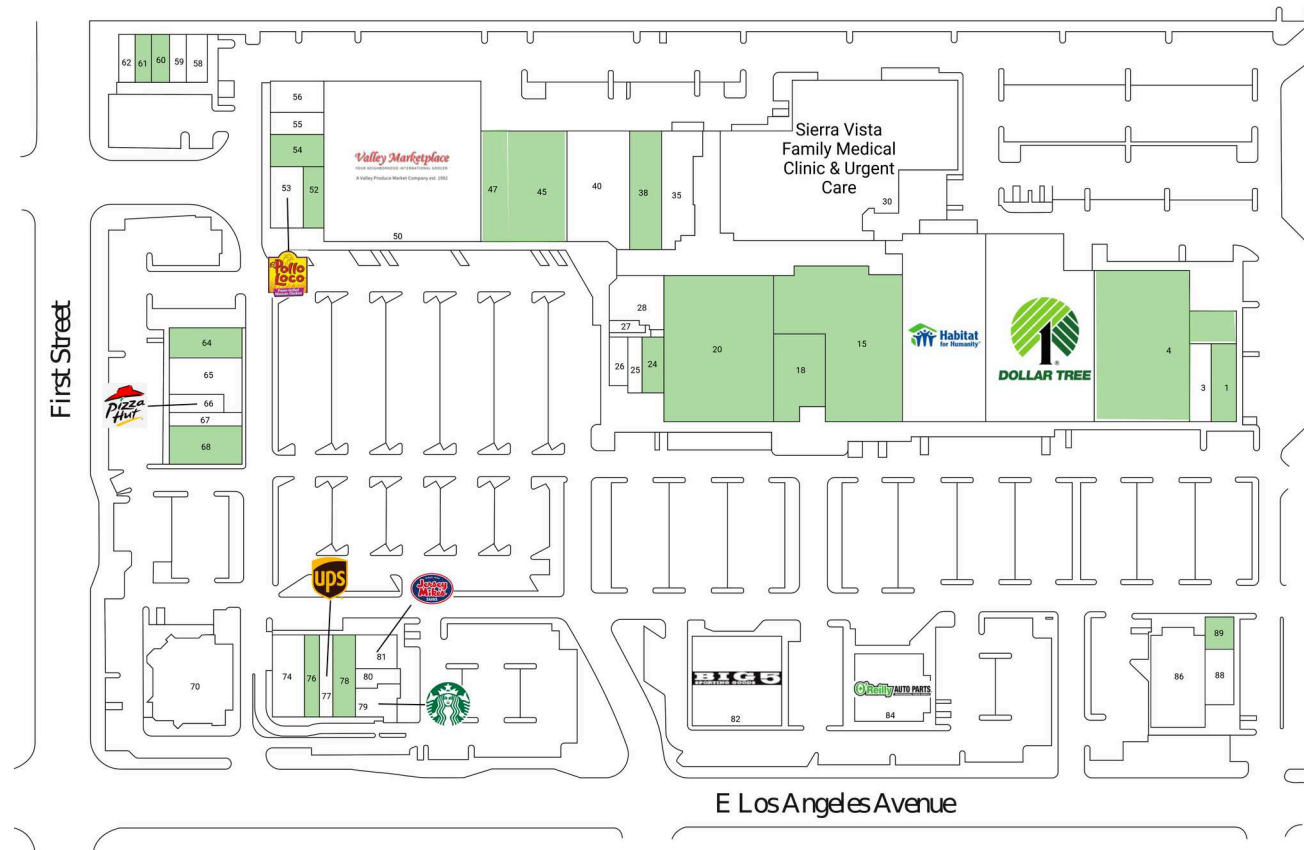 62
61
60
59
58
56
55
54
53
52
Valley Marketplace
YOUR NEIGHBORHOOD INTERNATIONAL GROCER
A Valley Produce Market Company est. 1992
50
47
45
40
38
35
Sierra Vista
Family Medical
Clinic & Urgent
Care
30
El Pollo
Loco
28
27
26
25
24
20
18
15
Habitat
for Humanity
1
DOLLAR TREE
4
3
1
First Street
64
65
Pizza
Hut
66
67
68
ups
Jersey
Mike's
SUBS
70
74
76
77
78
81
80
79
BIG 5
SPORTING GOODS
82
O'Reilly AUTO PARTS
84
86
89
88
E Los Angeles Avenue